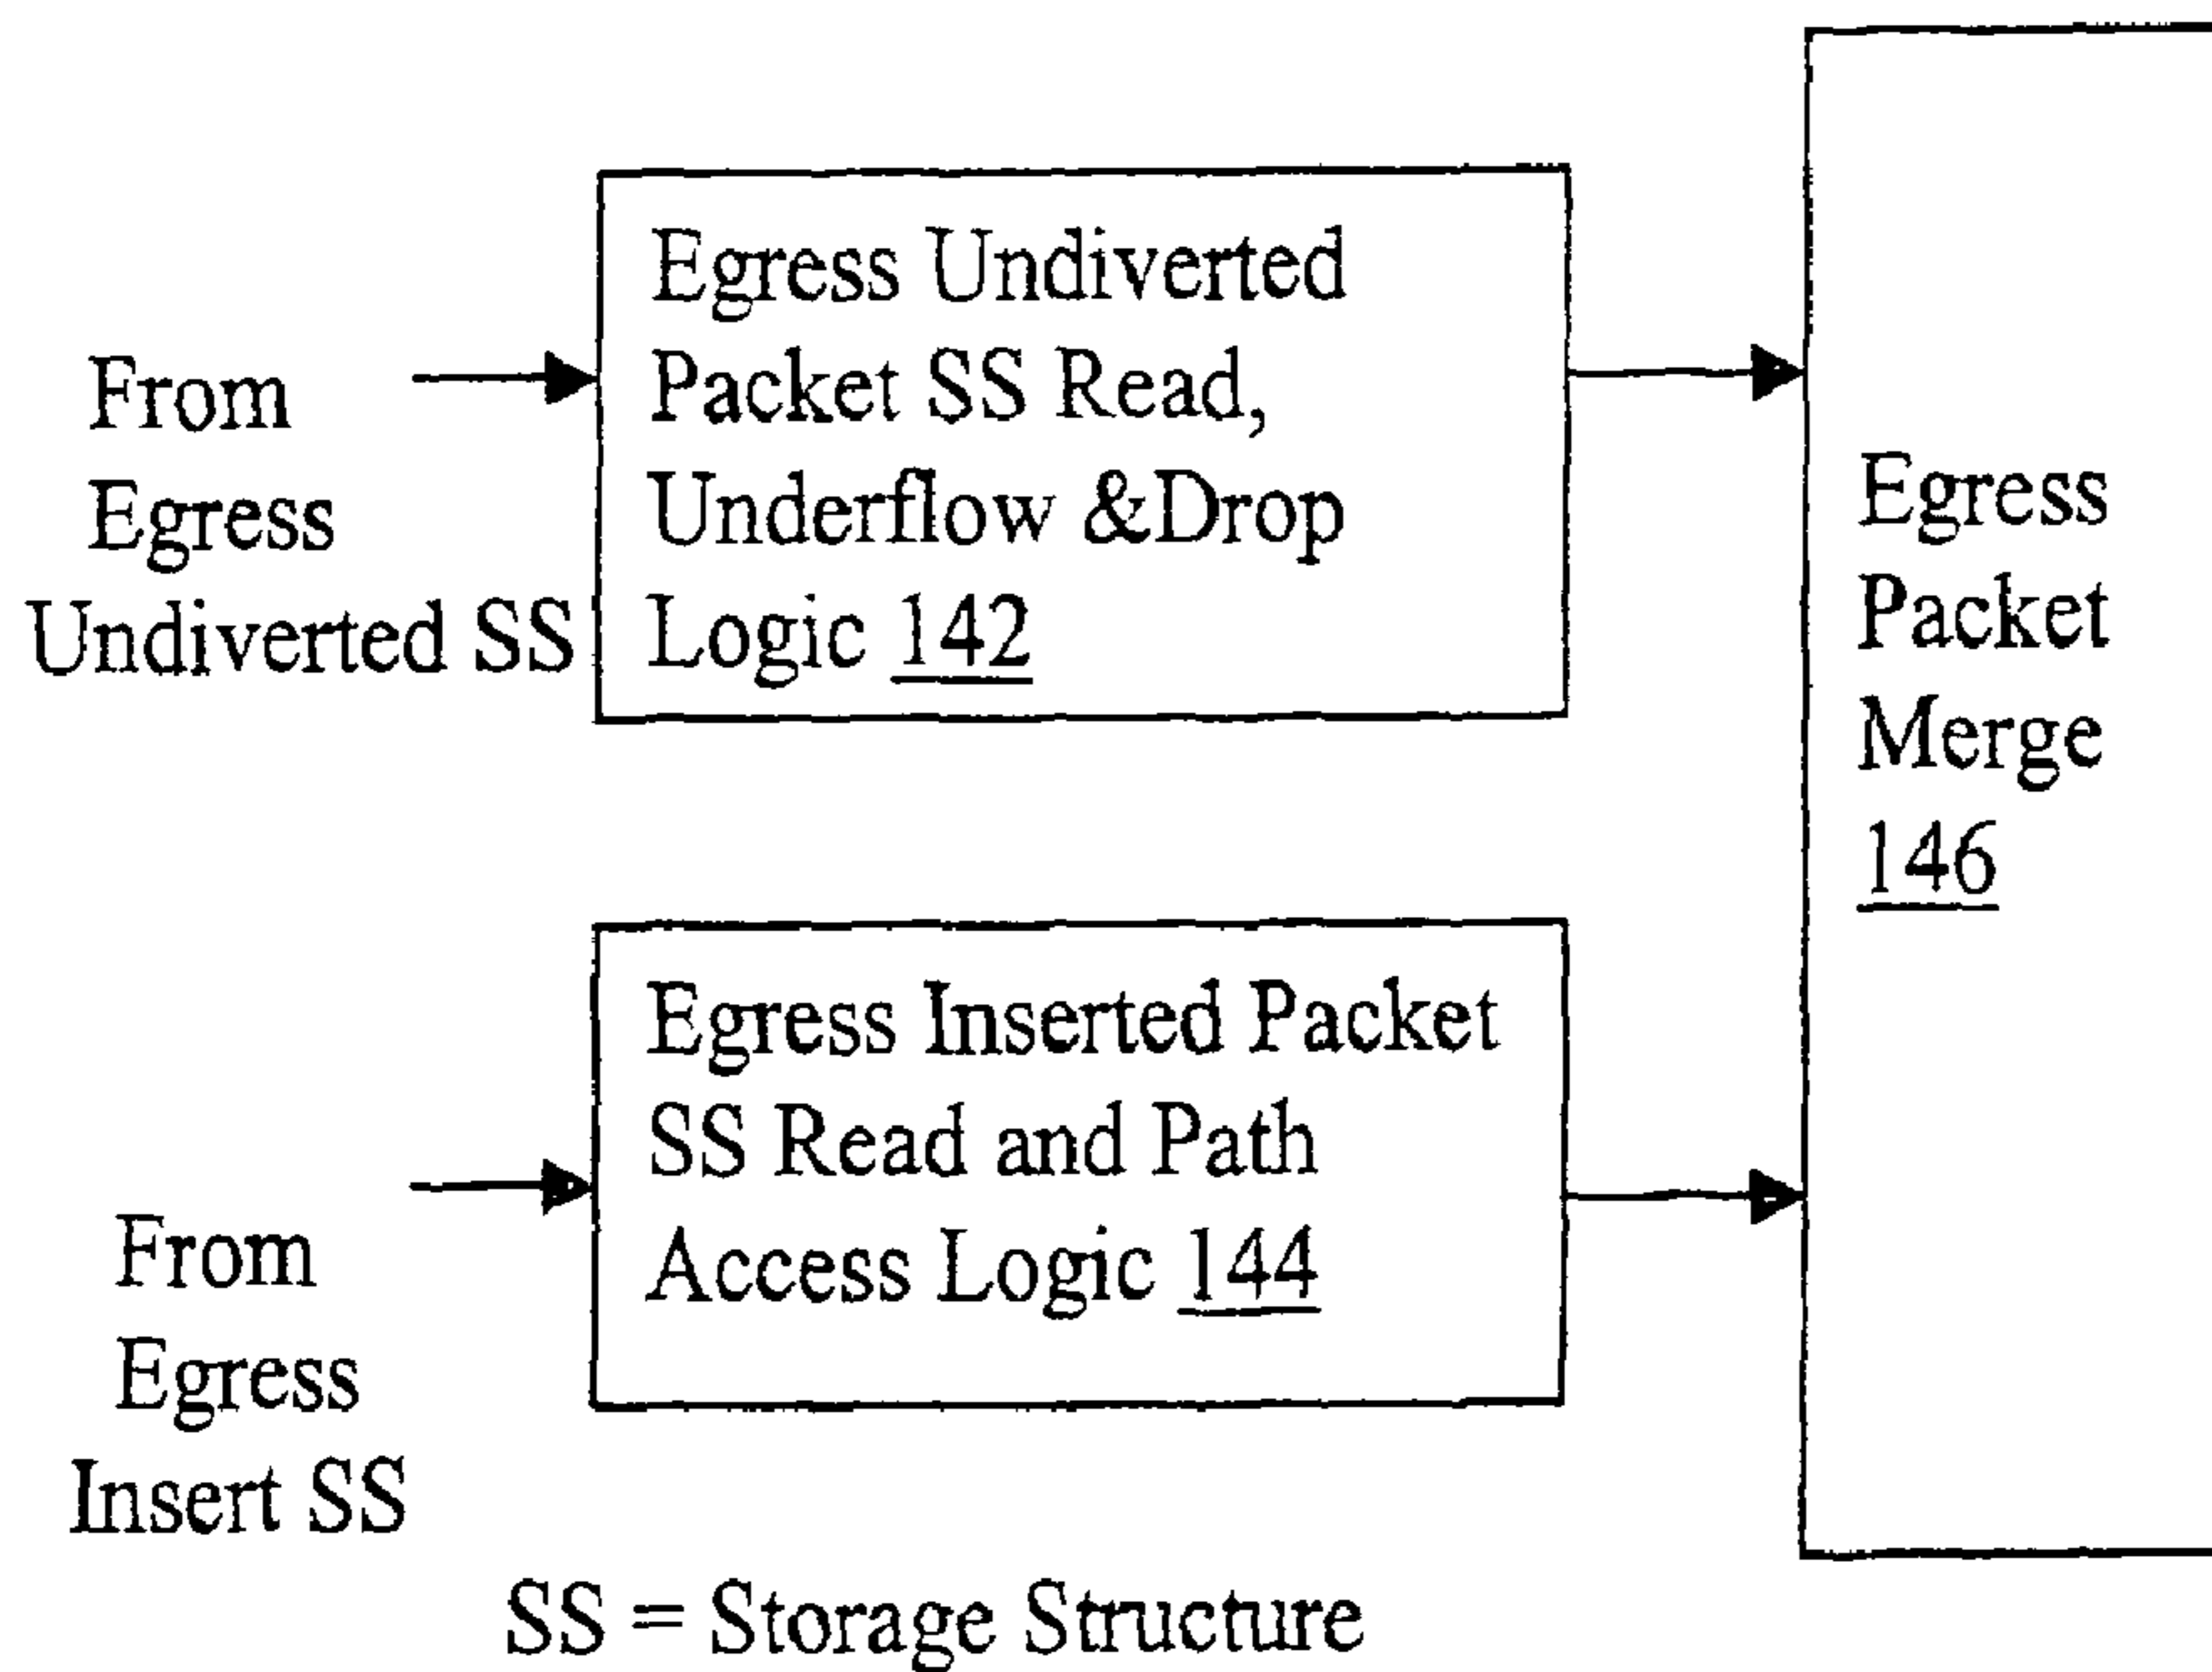 From
Egress
Undiverted SS
Egress Undiverted
Packet SS Read,
Underflow &Drop
Logic 142
Egress
Packet
Merge
146
From
Egress
Insert SS
Egress Inserted Packet
SS Read and Path
Access Logic 144
SS = Storage Structure